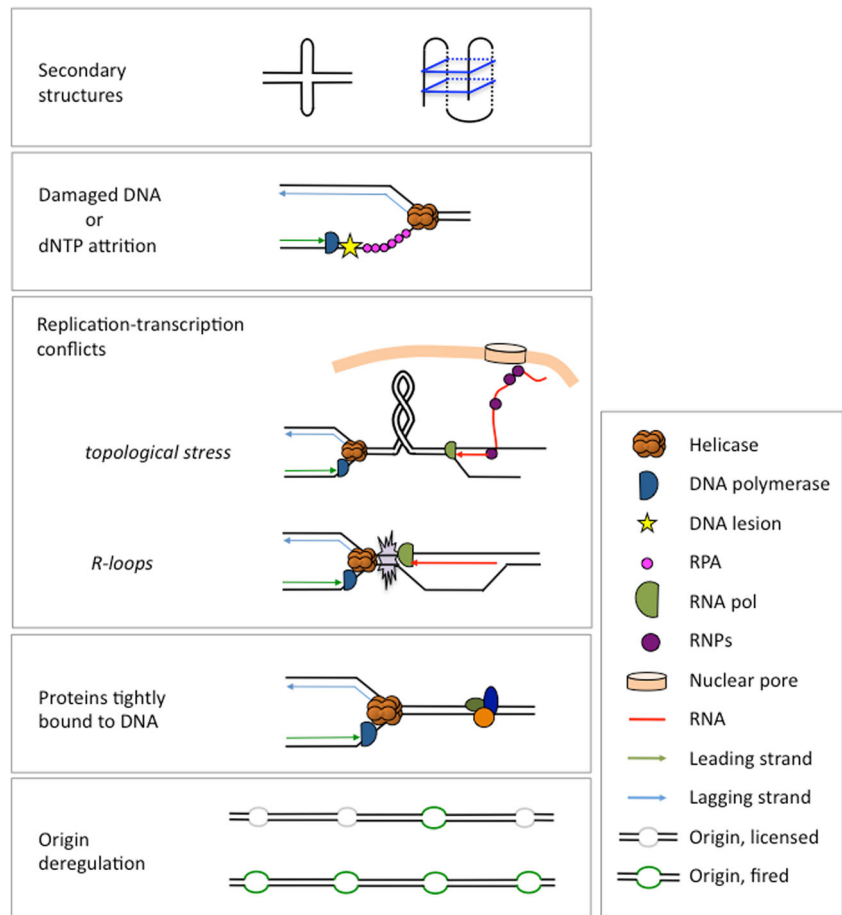 Secondary
structures
Damaged DNA
or
dNTP attrition
Replication-transcription
conflicts
topological stress
R-loops
Proteins tightly
bound to DNA
Origin
deregulation
Helicase
DNA polymerase
DNA lesion
RPA
RNA pol
RNPs
Nuclear pore
RNA
Leading strand
Lagging strand
Origin, licensed
Origin, fired